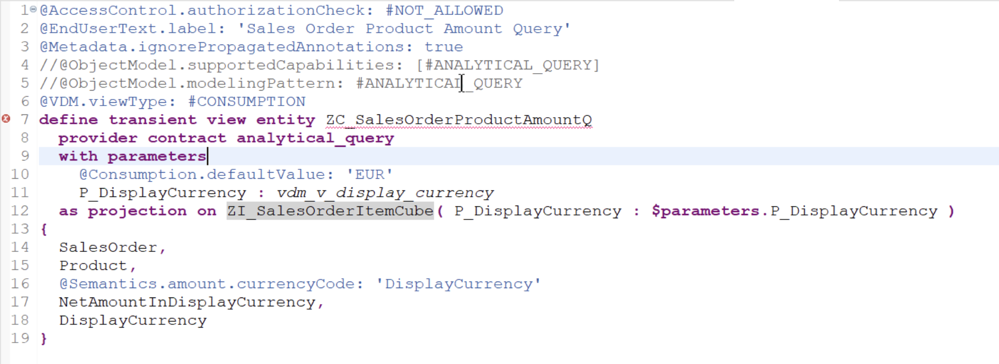 1 @AccessControl.authorizationCheck: #NOT_ALLOWED
2 @EndUserText.label: 'Sales Order Product Amount Query'
3 @Metadata.ignorePropagatedAnnotations: true
4 //@ObjectModel.supportedCapabilities: [#ANALYTICAL_QUERY]
5 //@ObjectModel.modelingPattern: #ANALYTICAL_QUERY
6 @VDM.viewType: #CONSUMPTION
7 define transient view entity ZC_SalesOrderProductAmountQ
8   provider contract analytical_query
9   with parameters
10     @Consumption.defaultValue: 'EUR'
11     P_DisplayCurrency : vdm_v_display_currency
12   as projection on ZI_SalesOrderItemCube( P_DisplayCurrency : $parameters.P_DisplayCurrency )
13 {
14   SalesOrder,
15   Product,
16   @Semantics.amount.currencyCode: 'DisplayCurrency'
17   NetAmountInDisplayCurrency,
18   DisplayCurrency
19 }